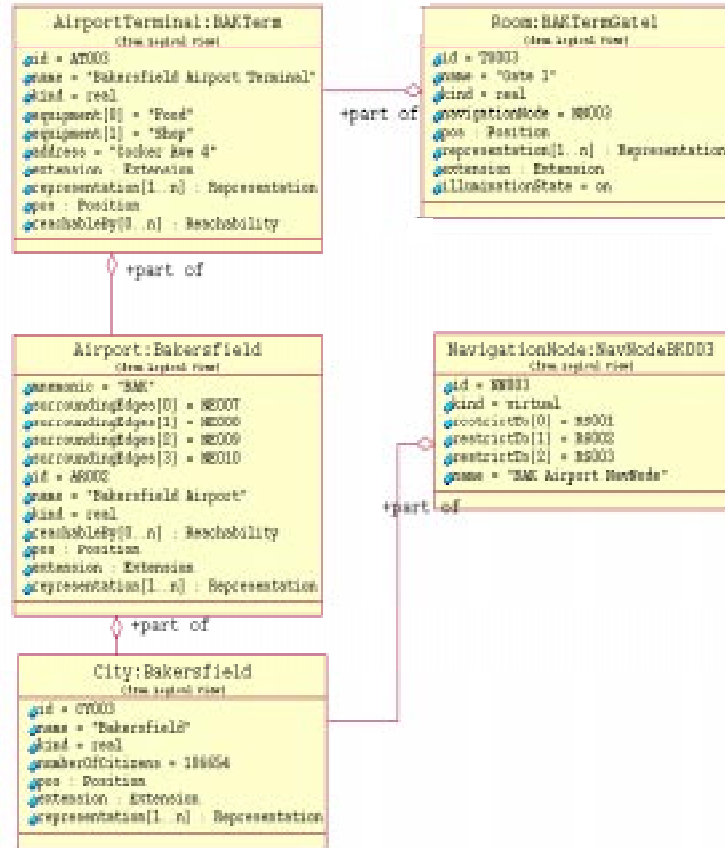 AirportTerminal:BAKTerm
(from Logical View)
id = AT003
name = "Bakersfield Airport Terminal"
kind = real
equipment[0] = "Food"
equipment[1] = "Shop"
address = "Ave 4"
extension : Extension
representation[1..n] : Representation
pos : Position
reachableBy[0..n] : Reachability
+part of
Room:BAKTermGate1
(from Logical View)
name = "Gate 1"
kind = real
navigationNode = NN003
pos : Position
representation[1..n] : Representation
extension : Extension
illuminationState = on
+part of
Airport:Bakersfield
(from Logical View)
mnemonic = "BAK"
surroundingEdges[0] = NE007
surroundingEdges[1] =
surroundingEdges[2] = NE009
surroundingEdges[3] = NE010
id = AR002
name = "Bakersfield Airport"
kind = real
reachableBy[0..n] : Reachability
pos : Position
extension : Extension
representation[1..n] : Representation
NavigationNode:NavNodeBK003
(from Logical View)
id = NN003
kind = virtual
restrictTo[0] = RS001
restrictTo[1] = RS002
restrictTo[2] = RS003
name = "BAK Airport NavNode"
+part of
+part of
City:Bakersfield
(from Logical View)
id = CY003
name = "Bakersfield"
kind = real
numberOfCitizens =
pos : Position
extension : Extension
representation[1..n] : Representation